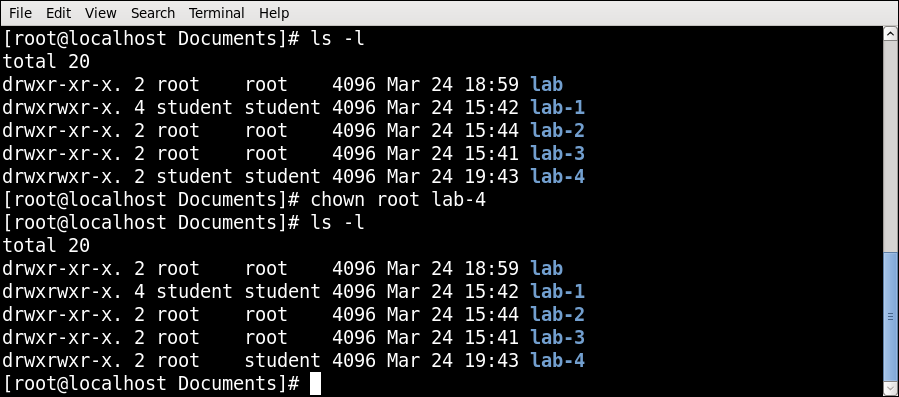 File Edit View Search Terminal Help
[root@localhost Documents]# ls -l
total 20
drwxr-xr-x. 2 root    root    4096 Mar 24 18:59 lab
drwxrwxr-x. 4 student student 4096 Mar 24 15:42 lab-1
drwxr-xr-x. 2 root    root    4096 Mar 24 15:44 lab-2
drwxr-xr-x. 2 root    root    4096 Mar 24 15:41 lab-3
drwxrwxr-x. 2 student student 4096 Mar 24 19:43 lab-4
[root@localhost Documents]# chown root lab-4
[root@localhost Documents]# ls -l
total 20
drwxr-xr-x. 2 root    root    4096 Mar 24 18:59 lab
drwxrwxr-x. 4 student student 4096 Mar 24 15:42 lab-1
drwxr-xr-x. 2 root    root    4096 Mar 24 15:44 lab-2
drwxr-xr-x. 2 root    root    4096 Mar 24 15:41 lab-3
drwxrwxr-x. 2 root    student 4096 Mar 24 19:43 lab-4
[root@localhost Documents]#